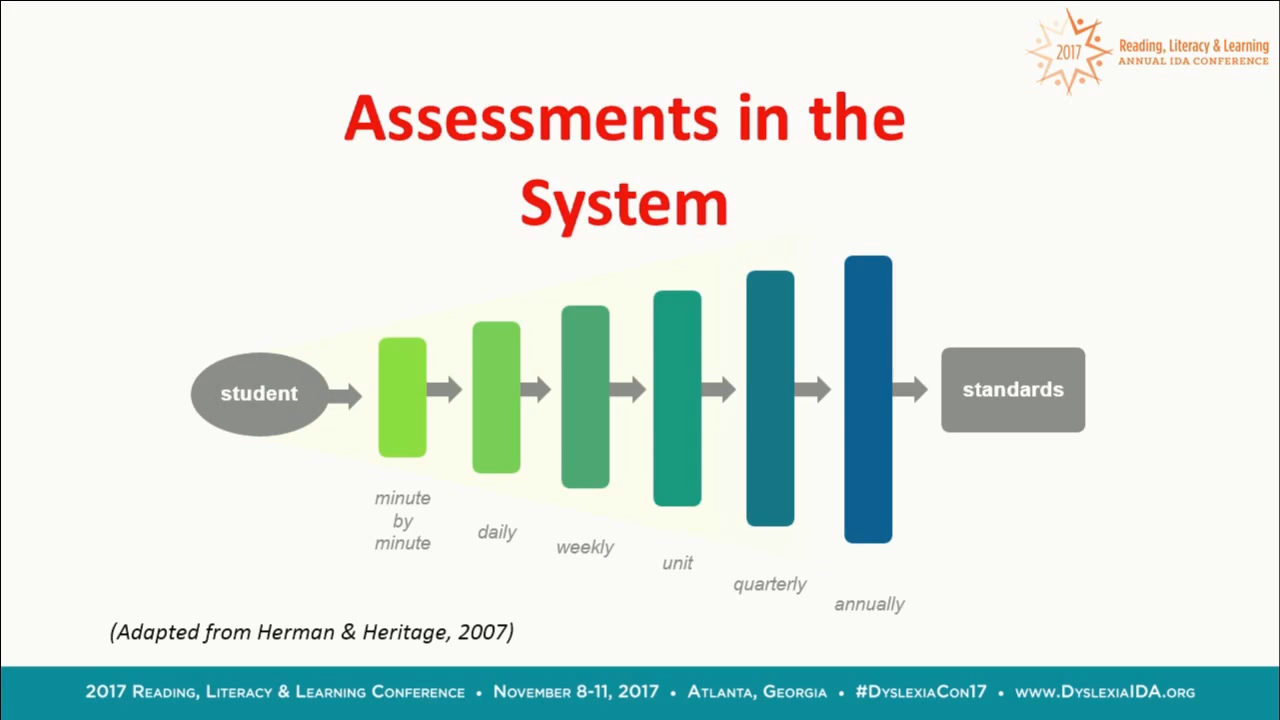 2017
Reading, Literacy & Learning
ANNUAL IDA CONFERENCE
Assessments in the
System
student
standards
minute
by
minute
daily
weekly
unit
quarterly
annually
(Adapted from Herman & Heritage, 2007)
2017 Reading, Literacy & Learning Conference • November 8-11, 2017 • Atlanta, Georgia • #DyslexiaCon17 • www.DyslexiaIDA.org